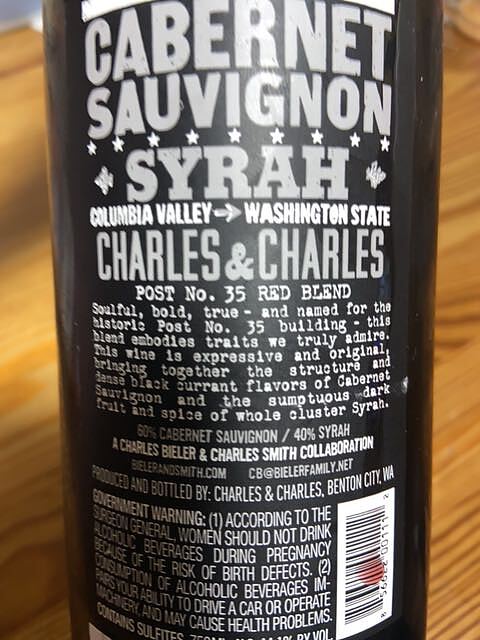 CABERNET
SAUVIGNON
SYRAH
COLUMBIA VALLEY → WASHINGTON STATE
CHARLES & CHARLES
POST No. 35 RED BLEND
Soulful, bold, true - and named for the
historic Post No. 35 building - this
blend embodies traits we truly admire.
This wine is expressive and original,
bringing together the structure and
dense black currant flavors of Cabernet
Sauvignon and the sumptuous dark
fruit and spice of whole cluster Syrah.
60% CABERNET SAUVIGNON / 40% SYRAH
A CHARLES BIELER & CHARLES SMITH COLLABORATION
BIELERANDSMITH.COM CB@BIELERFAMILY.NET
PRODUCED AND BOTTLED BY: CHARLES & CHARLES, BENTON CITY, WA
GOVERNMENT WARNING: (1) ACCORDING TO THE
SURGEON GENERAL, WOMEN SHOULD NOT DRINK
ALCOHOLIC BEVERAGES DURING PREGNANCY
BECAUSE OF THE RISK OF BIRTH DEFECTS. (2)
CONSUMPTION OF ALCOHOLIC BEVERAGES IM-
PAIRS YOUR ABILITY TO DRIVE A CAR OR OPERATE
MACHINERY, AND MAY CAUSE HEALTH PROBLEMS.
CONTAINS SULFITES. 750ML